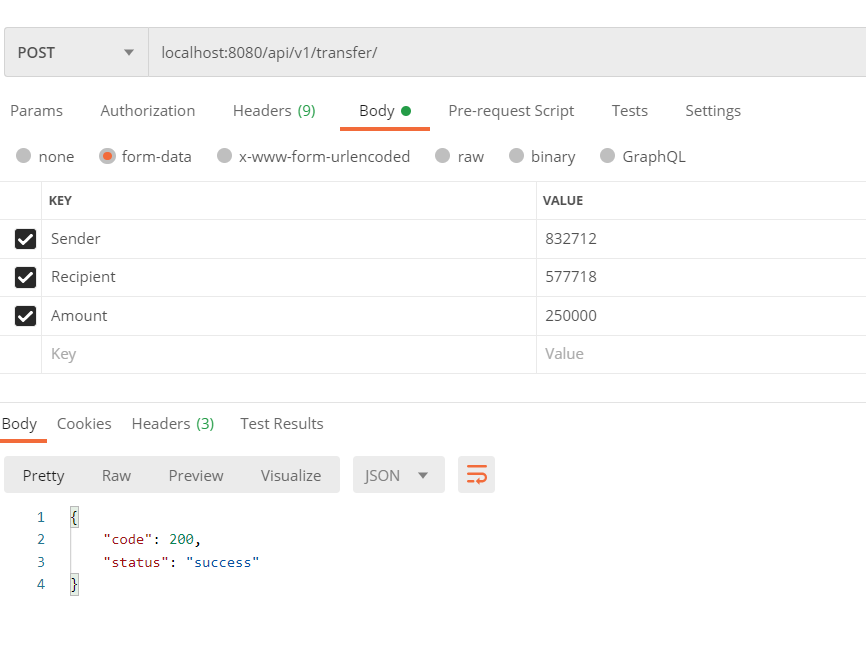 POST localhost:8080/api/v1/transfer/
Params Authorization Headers (9) Body Pre-request Script Tests Settings
none form-data x-www-form-urlencoded raw binary GraphQL
KEY VALUE
Sender 832712
Recipient 577718
Amount 250000
Key Value
Body Cookies Headers (3) Test Results
Pretty Raw Preview Visualize JSON
1 {
2 "code": 200,
3 "status": "success"
4 }